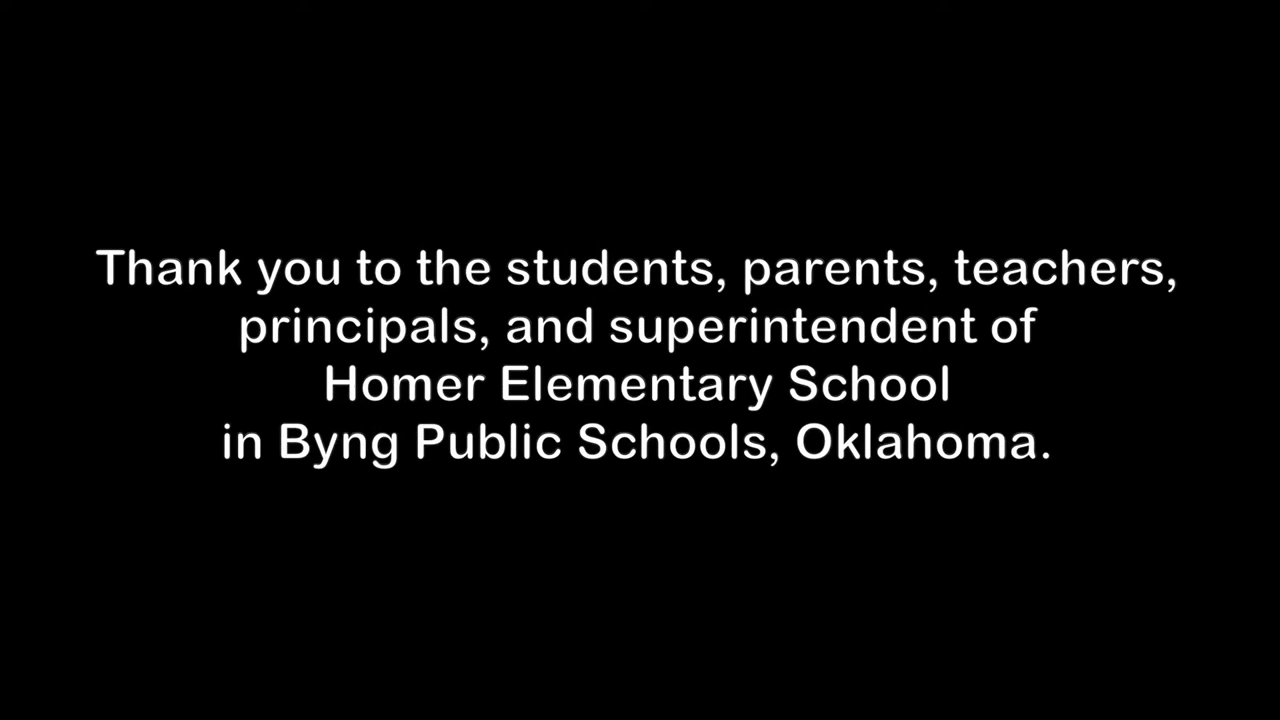 Thank you to the students, parents, teachers,
principals, and superintendent of
Homer Elementary School
in Byng Public Schools, Oklahoma.